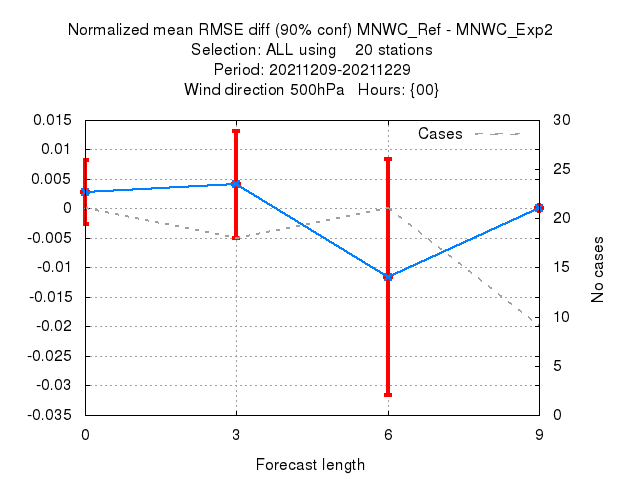 Normalized mean RMSE diff (90% conf) MNWC_Ref - MNWC_Exp2
Selection: ALL using    20 stations
Period: 20211209-20211229
Wind direction 500hPa   Hours: {00}
0.015
0.01
0.005
0
-0.005
-0.01
-0.015
-0.02
-0.025
-0.03
-0.035
Cases
30
25
20
15
10
5
0
No cases
0 3 6 9
Forecast length